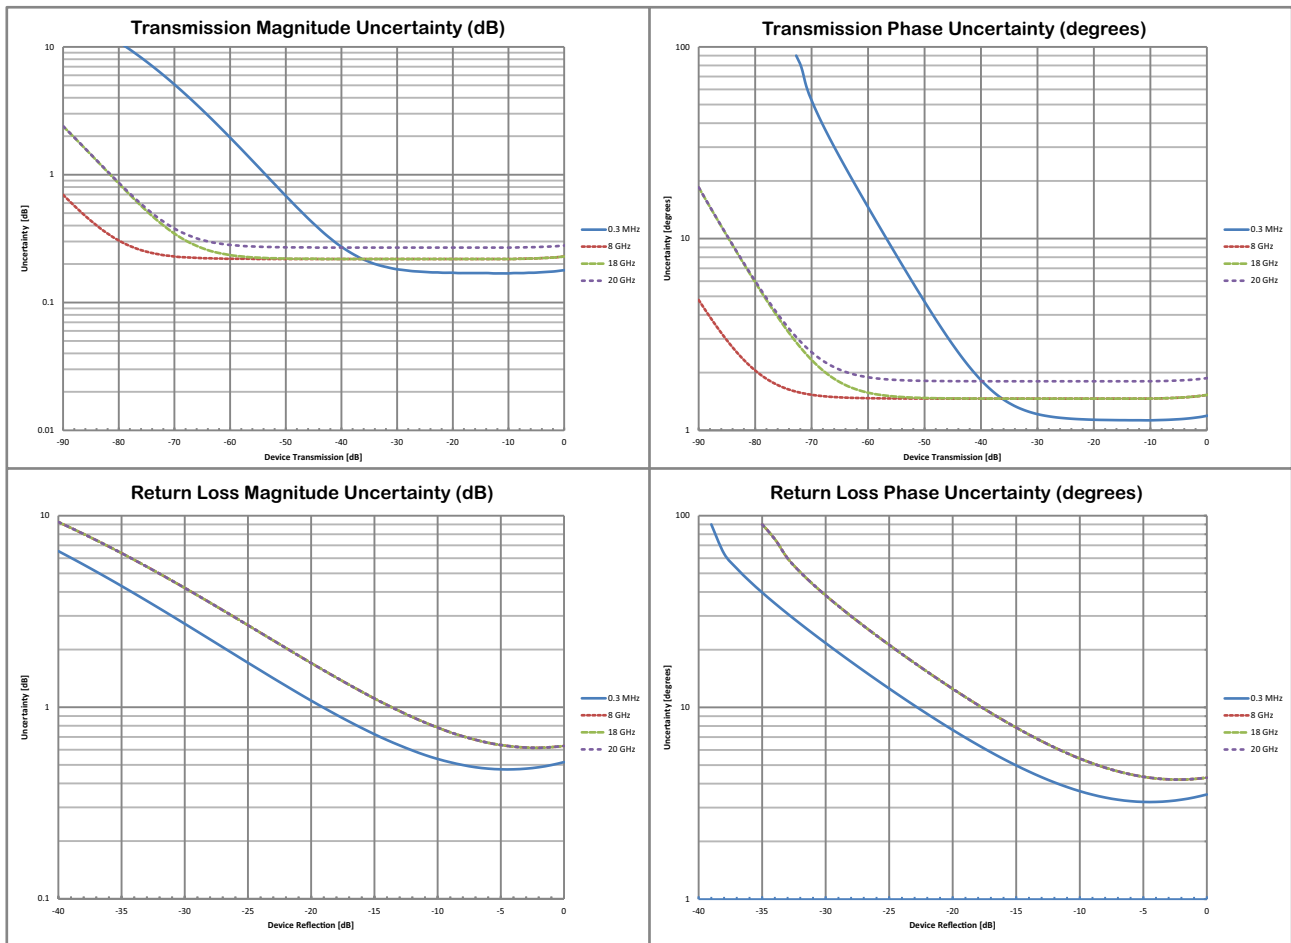 Transmission Magnitude Uncertainty (dB)
10
1
0.1
0.01
Uncertainty [dB]
-90 -80 -70 -60 -50 -40 -30 -20 -10 0
Device Transmission [dB]
0.3 MHz
8 GHz
18 GHz
20 GHz
Transmission Phase Uncertainty (degrees)
100
10
1
Uncertainty [degrees]
-90 -80 -70 -60 -50 -40 -30 -20 -10 0
Device Transmission [dB]
0.3 MHz
8 GHz
18 GHz
20 GHz
Return Loss Magnitude Uncertainty (dB)
10
1
0.1
Uncertainty [dB]
-40 -35 -30 -25 -20 -15 -10 -5 0
Device Reflection [dB]
0.3 MHz
8 GHz
18 GHz
20 GHz
Return Loss Phase Uncertainty (degrees)
100
10
1
Uncertainty [degrees]
-40 -35 -30 -25 -20 -15 -10 -5 0
Device Reflection [dB]
0.3 MHz
8 GHz
18 GHz
20 GHz